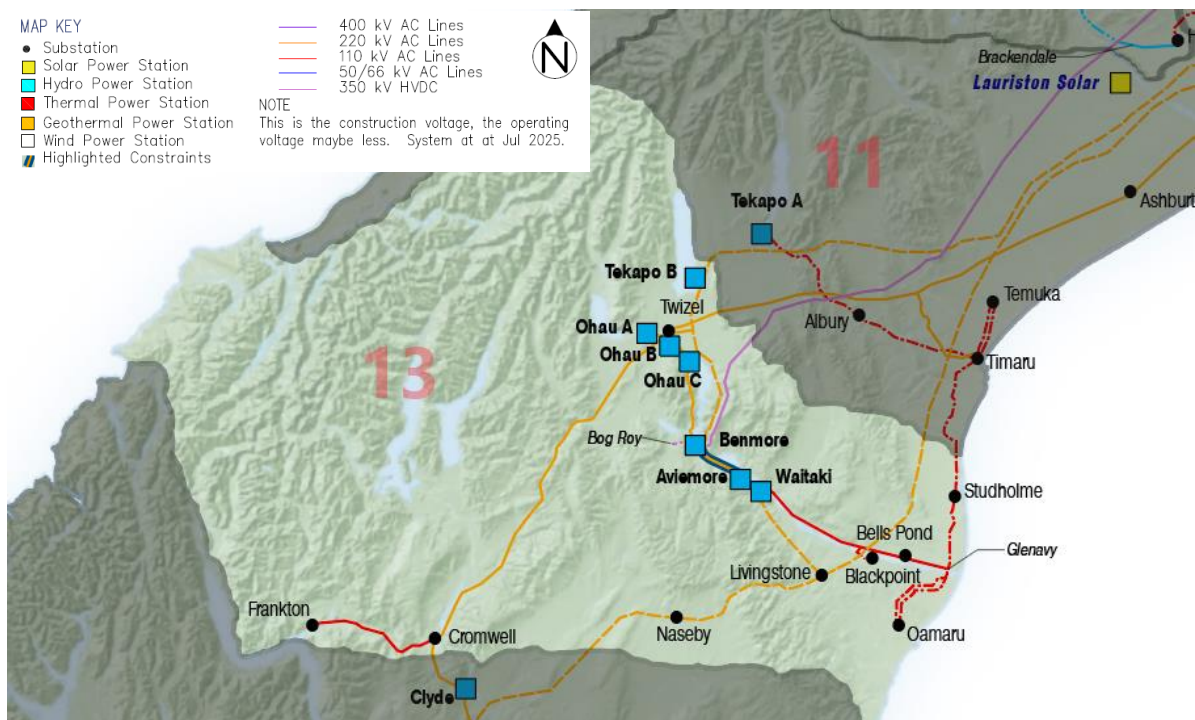 MAP KEY
Substation
Solar Power Station
Hydro Power Station
Thermal Power Station
Geothermal Power Station
Wind Power Station
Highlighted Constraints
400 kV AC Lines
220 kV AC Lines
110 kV AC Lines
50/66 kV AC Lines
350 kV HVDC
NOTE
This is the construction voltage, the operating
voltage maybe less. System at at Jul 2025.
N
Brackendale
H
Lauriston Solar
11
Tekapo A
Ashburt
Tekapo B
Twizel
Temuka
Albury
Ohau A
Ohau B
Timaru
13
Ohau C
Bog Roy
Benmore
Aviemore
Waitaki
Studholme
Bells Pond
Glenavy
Livingstone
Blackpoint
Frankton
Cromwell
Naseby
Oamaru
Clyde